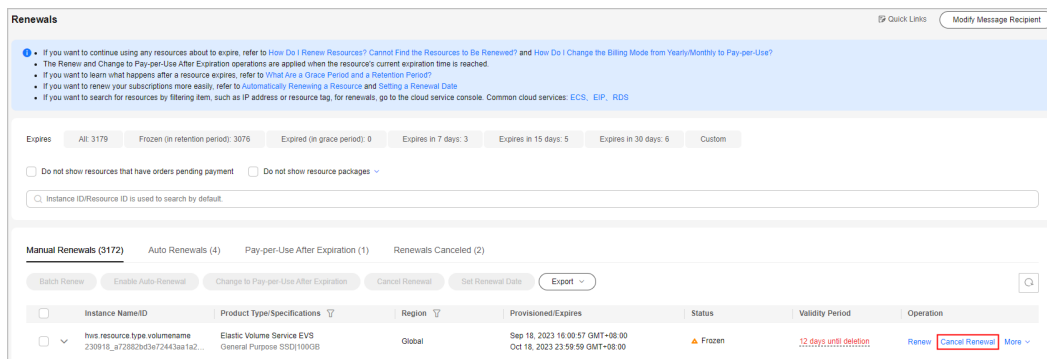 Renewals
Quick Links
Modify Message Recipient
If you want to continue using any resources about to expire, refer to How Do I Renew Resources? Cannot Find the Resources to Be Renewed? and How Do I Change the Billing Mode from Yearly/Monthly to Pay-per-Use?
The Renew and Change to Pay-per-Use After Expiration operations are applied when the resource's current expiration time is reached.
If you want to learn what happens after a resource expires, refer to What Are a Grace Period and a Retention Period?
If you want to renew your subscriptions more easily, refer to Automatically Renewing a Resource and Setting a Renewal Date
If you want to search for resources by filtering item, such as IP address or resource tag, for renewals, go to the cloud service console. Common cloud services: ECS、EIP、RDS
Expires All: 3179 Frozen (in retention period): 3076 Expired (in grace period): 0 Expires in 7 days: 3 Expires in 15 days: 5 Expires in 30 days: 6 Custom
Do not show resources that have orders pending payment Do not show resource packages
Instance ID/Resource ID is used to search by default.
Manual Renewals (3172) Auto Renewals (4) Pay-per-Use After Expiration (1) Renewals Canceled (2)
Batch Renew Enable Auto-Renewal Change to Pay-per-Use After Expiration Cancel Renewal Set Renewal Date Export
Instance Name/ID Product Type/Specifications Region Provisioned/Expires Status Validity Period Operation
hws.resource.type.volumename Elastic Volume Service EVS Global Sep 18, 2023 16:00:57 GMT+08:00 Frozen 12 days until deletion Renew Cancel Renewal More
230918_a72882bd3e72443aa1a2... General Purpose SSD|100GB Oct 18, 2023 23:59:59 GMT+08:00